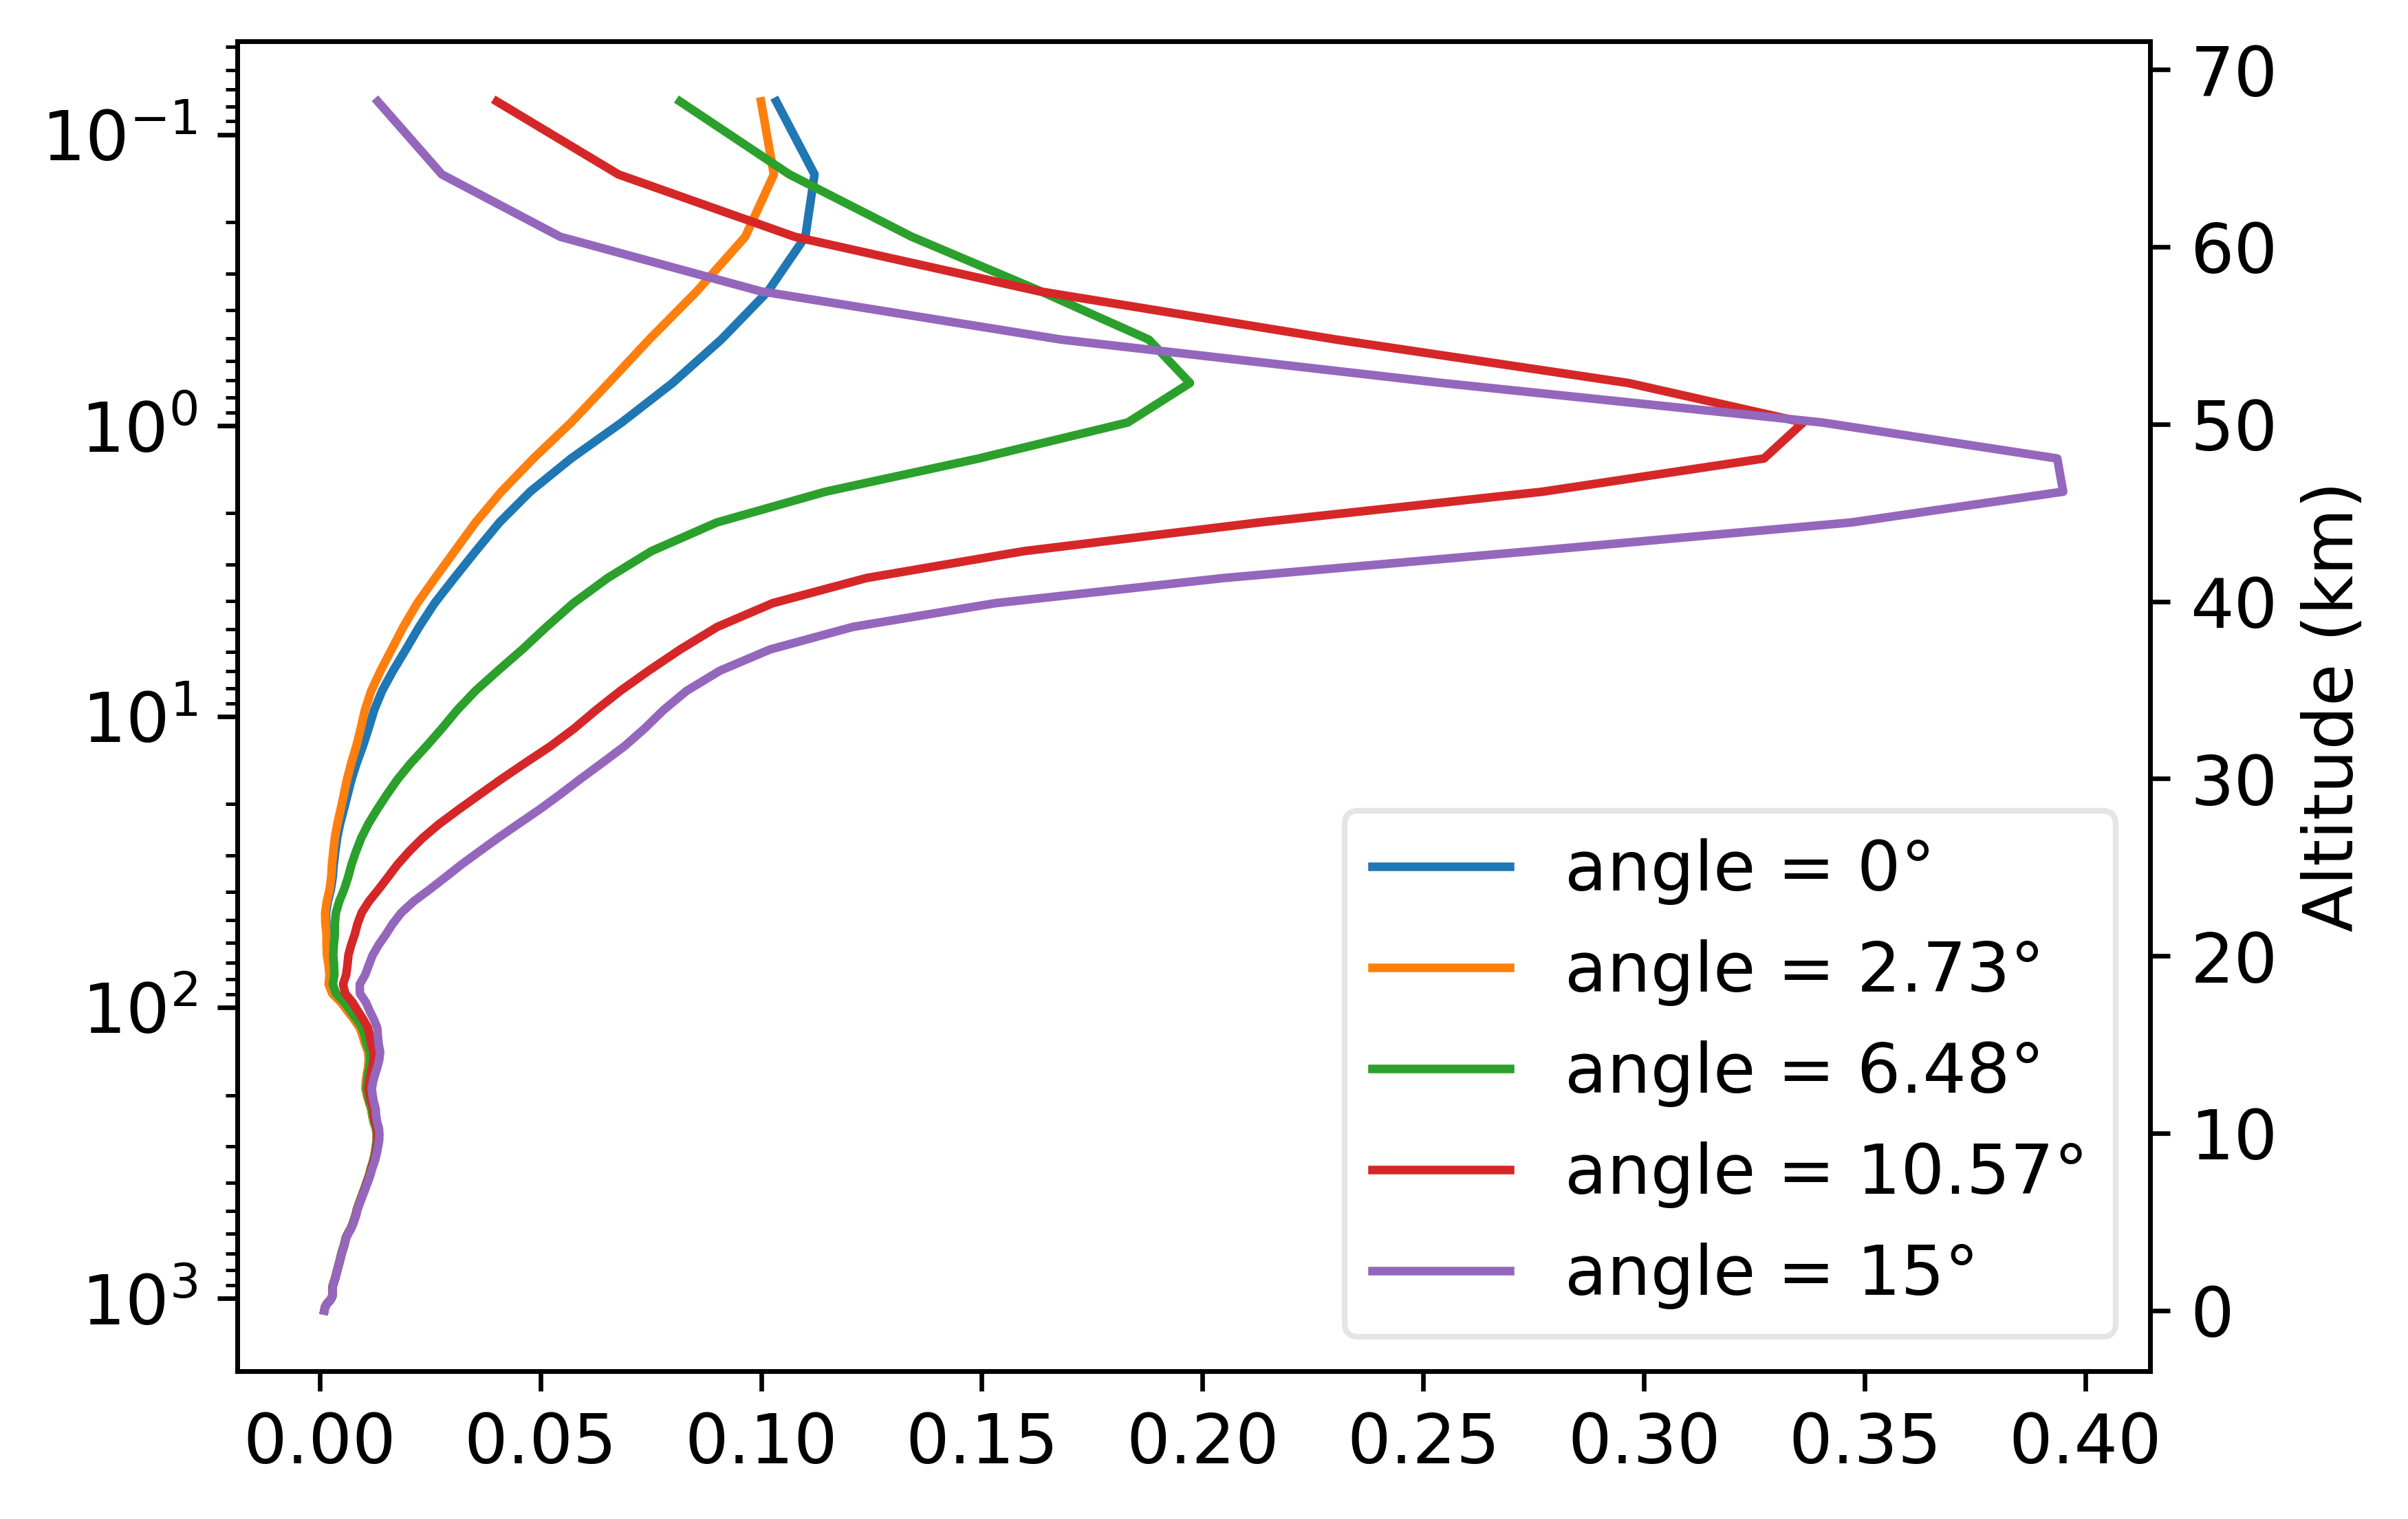 10⁻¹
10⁰
10¹
10²
10³
70
60
50
40
30
20
10
0
Altitude (km)
angle = 0°
angle = 2.73°
angle = 6.48°
angle = 10.57°
angle = 15°
0.00 0.05 0.10 0.15 0.20 0.25 0.30 0.35 0.40